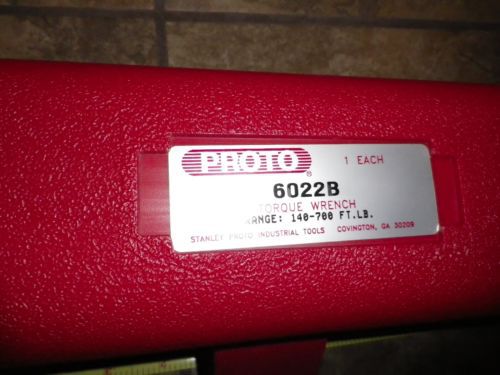 PROTO® 1 EACH
6022B
TORQUE WRENCH
RANGE: 140-700 FT.LB.
STANLEY PROTO INDUSTRIAL TOOLS COVINGTON, GA 30209